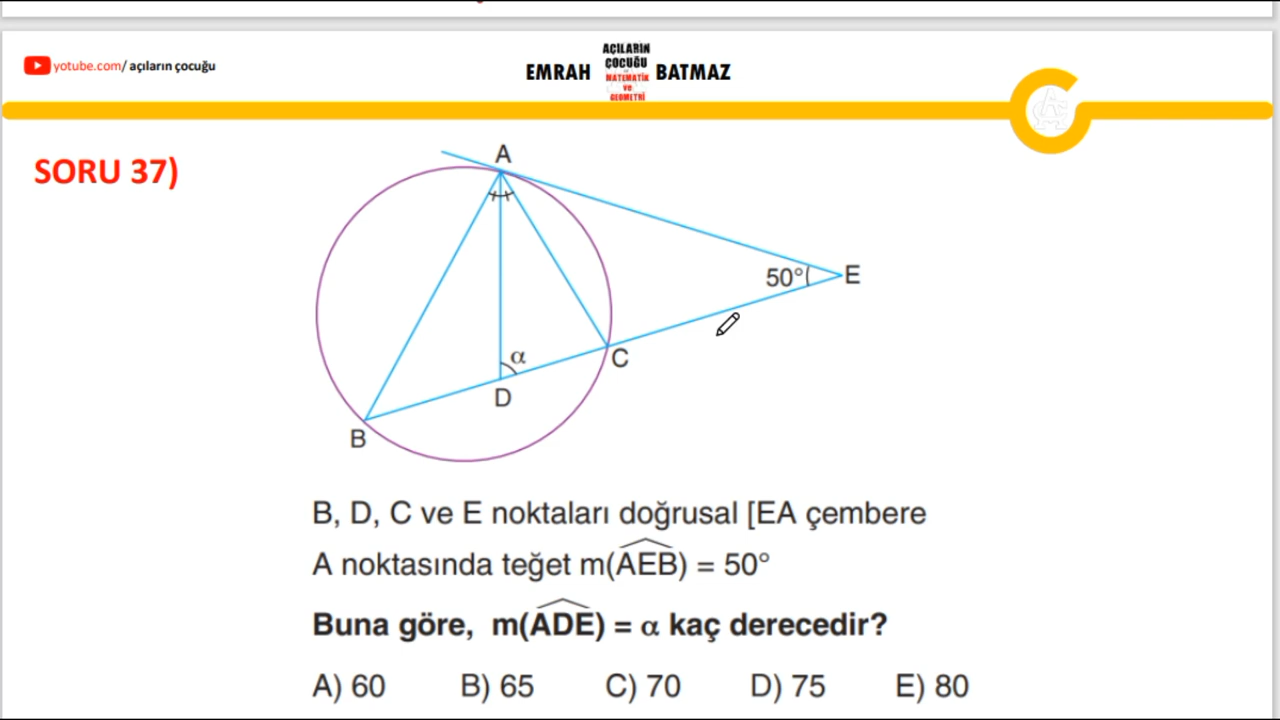 yotube.com/ açıların çocuğu
EMRAH
AÇILARIN
ÇOCUĞU
MATEMATİK
ve
GEOMETRİ
BATMAZ
SORU 37)
A
50°
E
α
C
D
B
B, D, C ve E noktaları doğrusal [EA çembere
A noktasında teğet m(AEB) = 50°
Buna göre, m(ADE) = α kaç derecedir?
A) 60 B) 65 C) 70 D) 75 E) 80